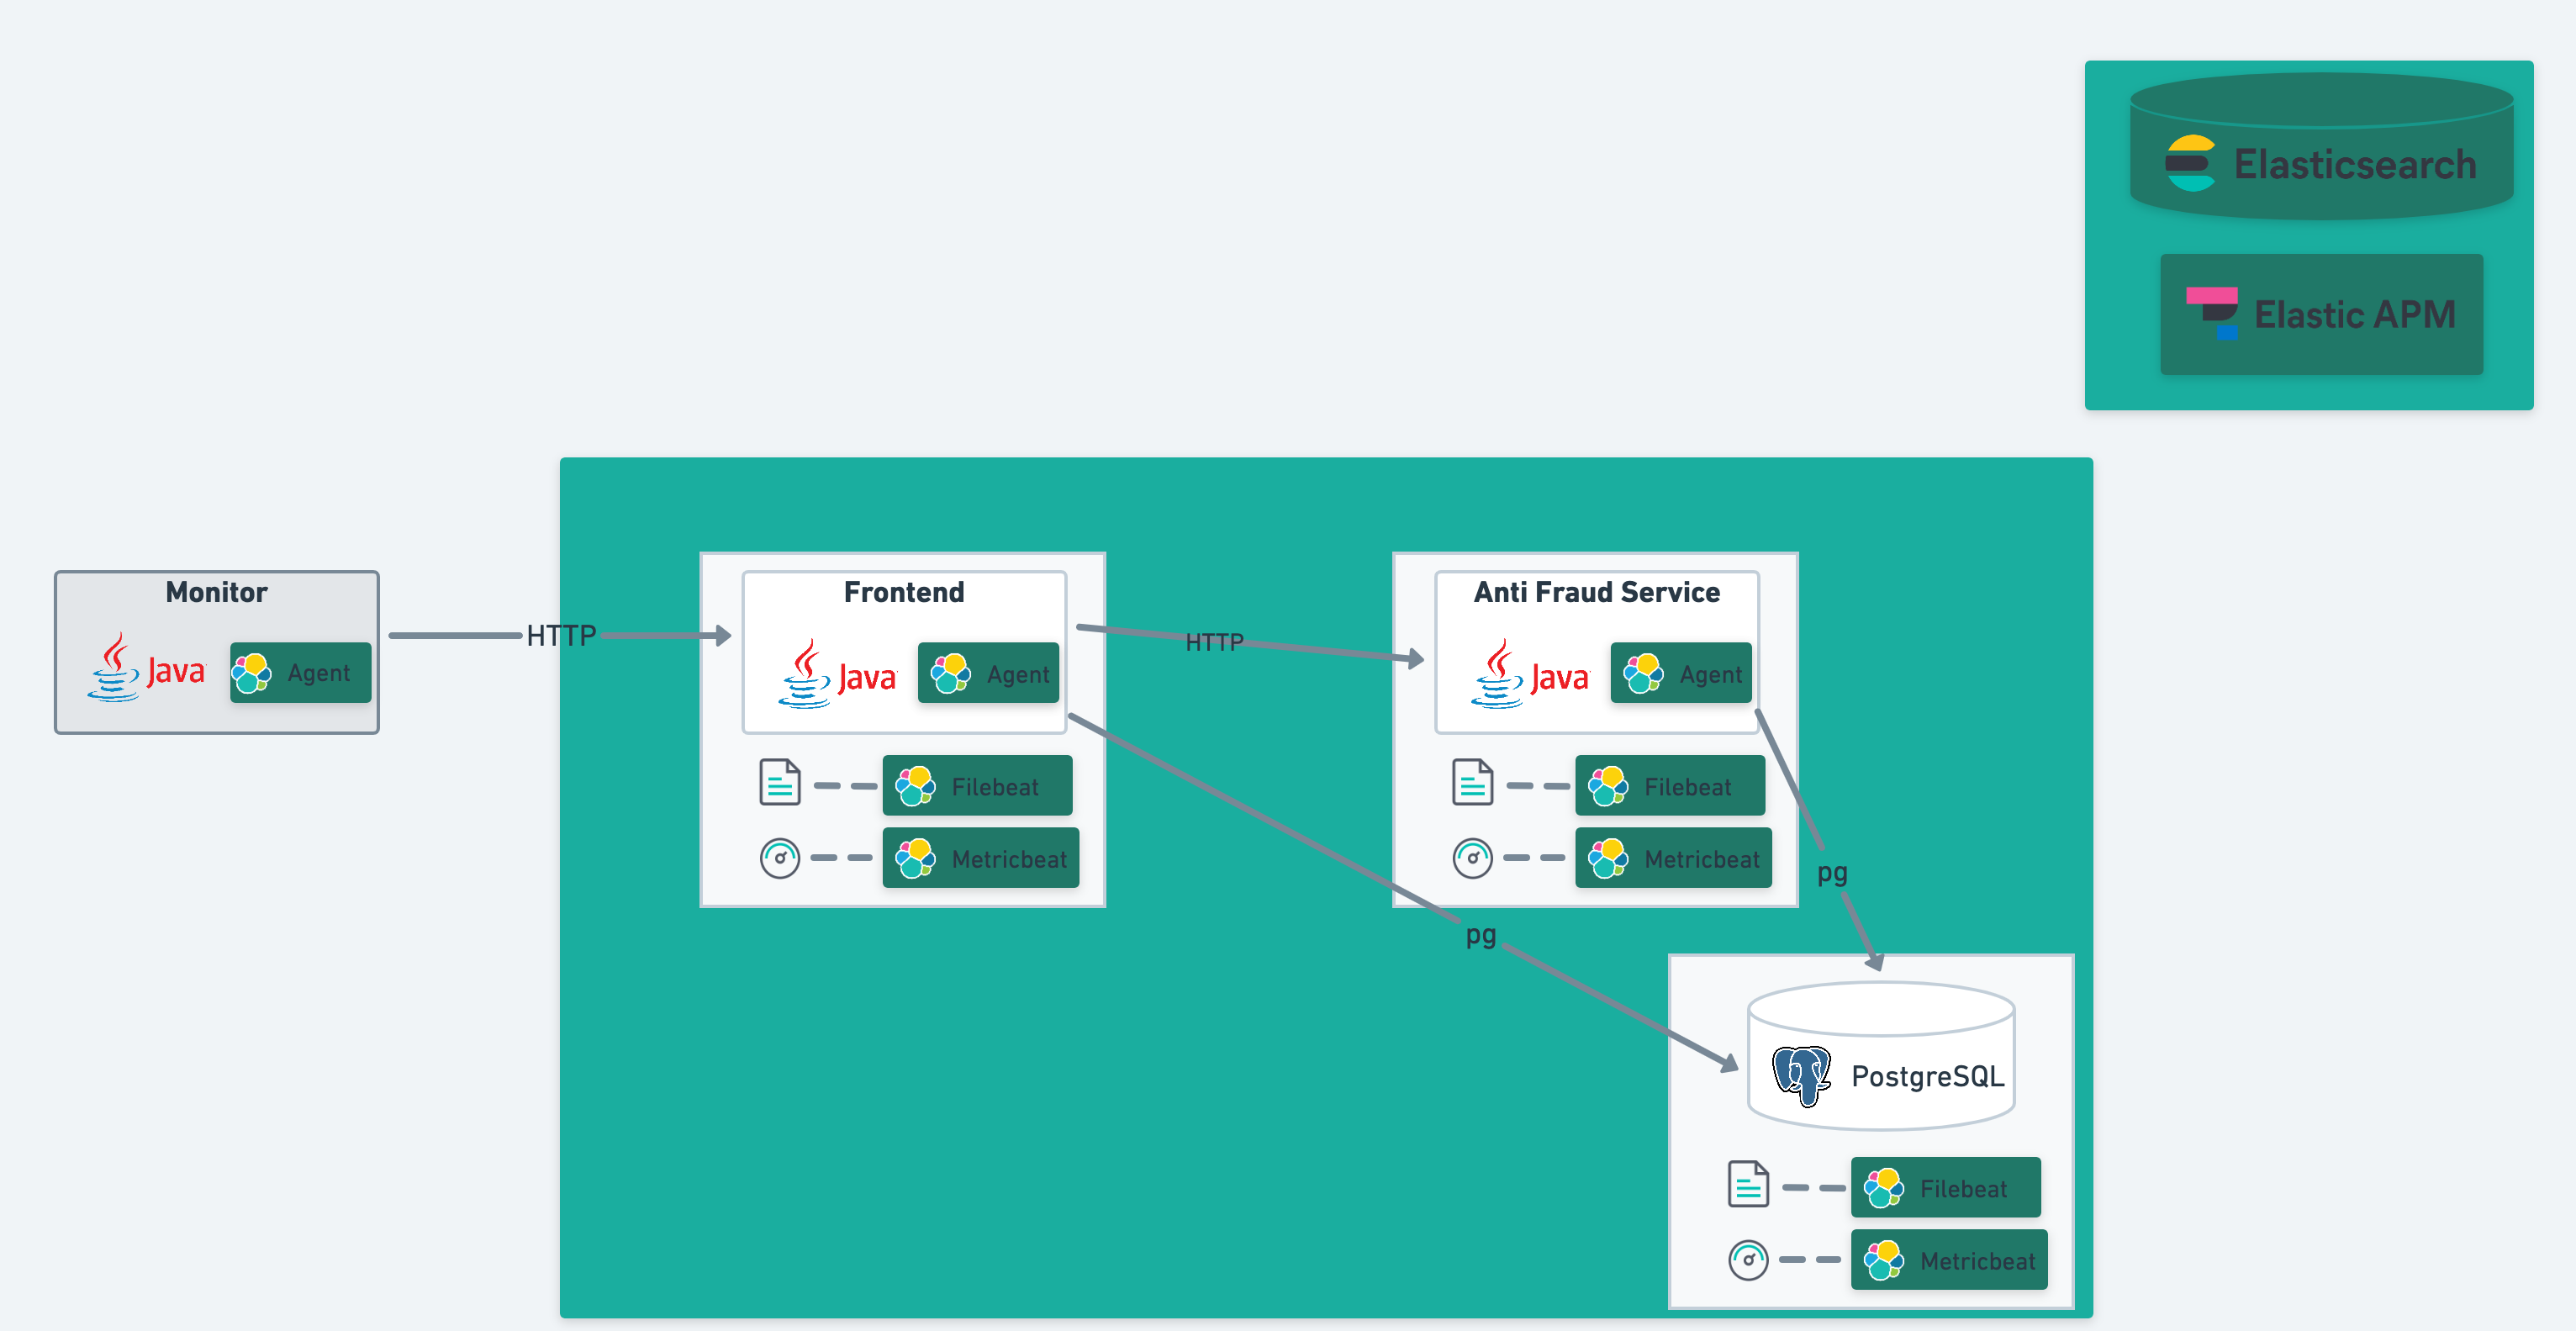 Elasticsearch
Elastic APM
Monitor
Java
Agent
HTTP
Frontend
Java
Agent
Filebeat
Metricbeat
HTTP
Anti Fraud Service
Java
Agent
Filebeat
Metricbeat
pg
pg
PostgreSQL
Filebeat
Metricbeat